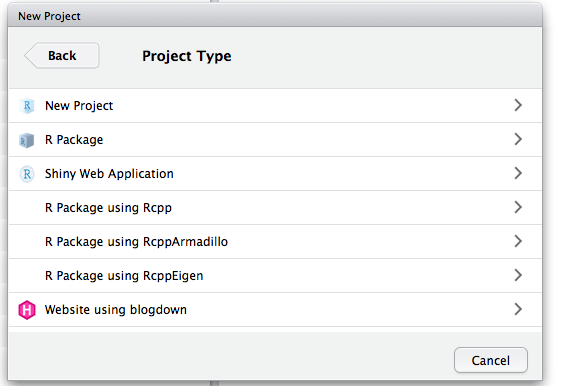 New Project
Back
Project Type
New Project
R Package
Shiny Web Application
R Package using Rcpp
R Package using RcppArmadillo
R Package using RcppEigen
Website using blogdown
Cancel